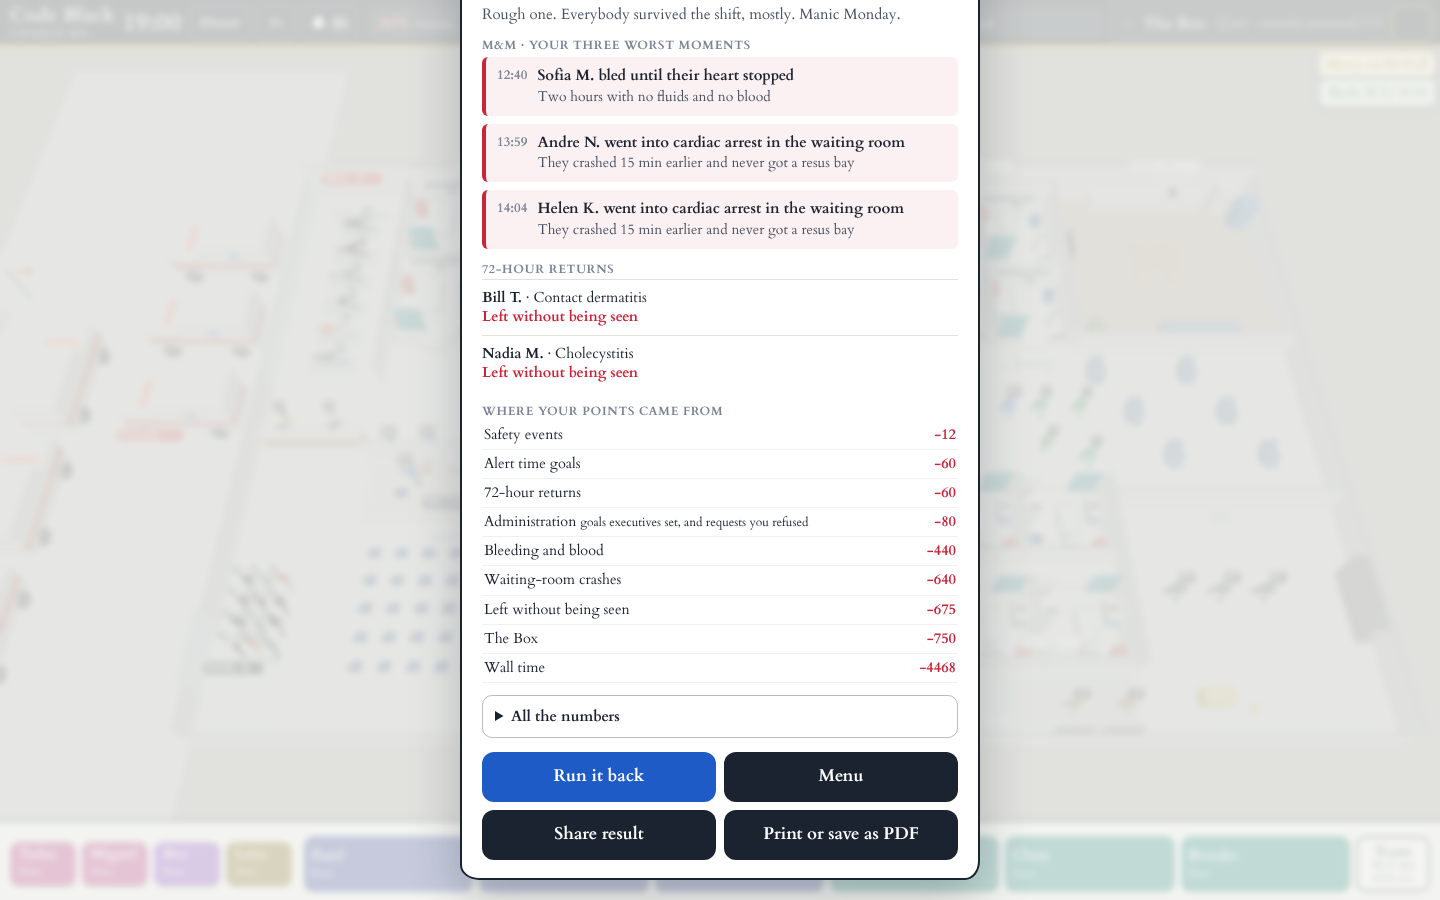 Code Black
19:00
Rough one. Everybody survived the shift, mostly. Manic Monday.
M&M · YOUR THREE WORST MOMENTS
12:40 Sofia M. bled until their heart stopped
Two hours with no fluids and no blood
13:59 Andre N. went into cardiac arrest in the waiting room
They crashed 15 min earlier and never got a resus bay
14:04 Helen K. went into cardiac arrest in the waiting room
They crashed 15 min earlier and never got a resus bay
72-HOUR RETURNS
Bill T. · Contact dermatitis
Left without being seen
Nadia M. · Cholecystitis
Left without being seen
WHERE YOUR POINTS CAME FROM
Safety events -12
Alert time goals -60
72-hour returns -60
Administration goals executives set, and requests you refused -80
Bleeding and blood -440
Waiting-room crashes -640
Left without being seen -675
The Box -750
Wall time -4468
▶ All the numbers
Run it back
Menu
Share result
Print or save as PDF